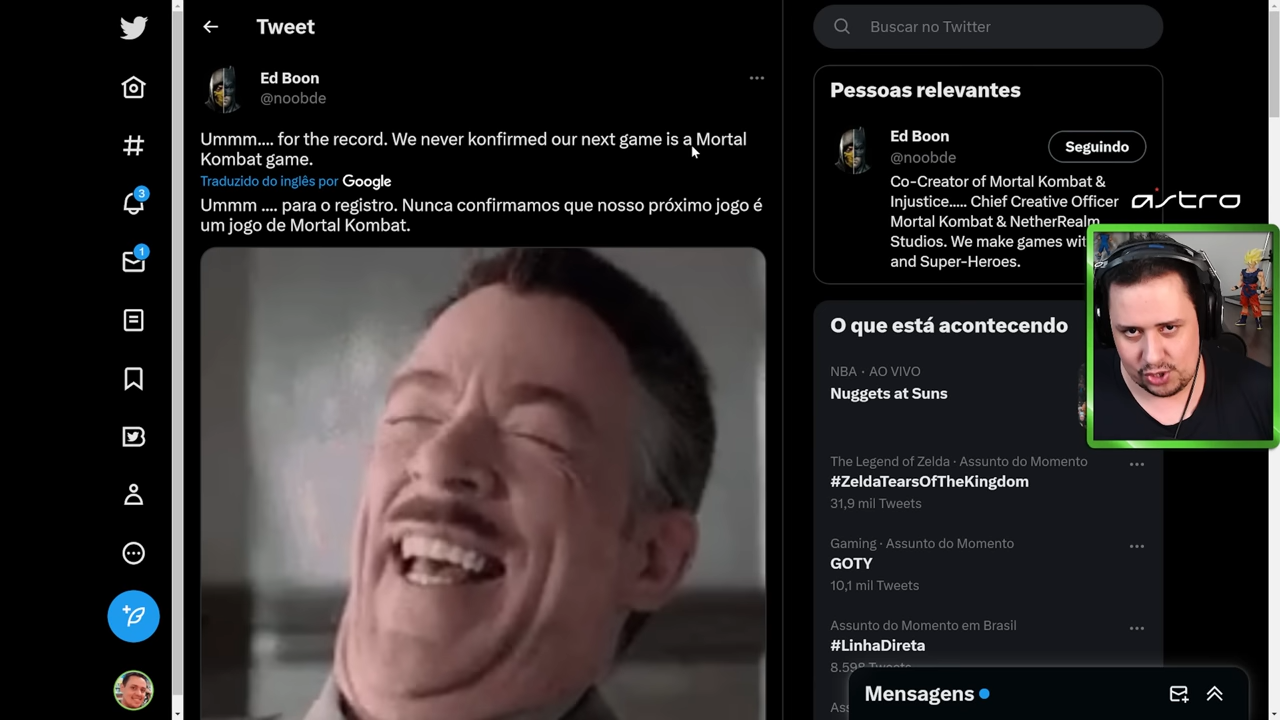 Tweet
Ed Boon
@noobde
Ummm.... for the record. We never konfirmed our next game is a Mortal
Kombat game.
Traduzido do inglês por Google
Ummm .... para o registro. Nunca confirmamos que nosso próximo jogo é
um jogo de Mortal Kombat.
3
1
Buscar no Twitter
Pessoas relevantes
Ed Boon
@noobde
Seguindo
Co-Creator of Mortal Kombat &
Injustice..... Chief Creative Officer
Mortal Kombat & NetherRealm
Studios. We make games
and Super-Heroes.
astro
O que está acontecendo
NBA · AO VIVO
Nuggets at Suns
The Legend of Zelda · Assunto do Momento
#ZeldaTearsOfTheKingdom
31,9 mil Tweets
Gaming · Assunto do Momento
GOTY
10,1 mil Tweets
Assunto do Momento em Brasil
#LinhaDireta
Tweets
Mensagens